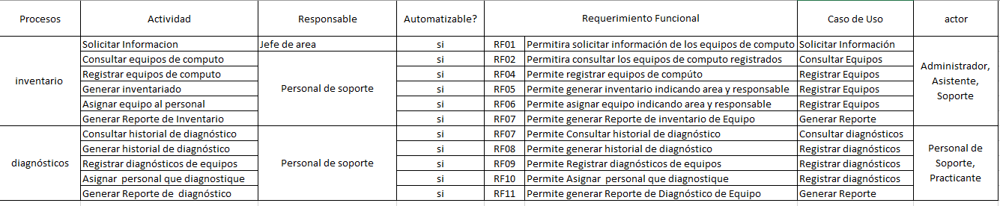 Procesos Actividad Responsable Automatizable? Requerimiento Funcional Caso de Uso actor
inventario
Solicitar Informacion Jefe de area si RF01 Permitira solicitar información de los equipos de computo Solicitar Información
Consultar equipos de computo si RF02 Permitira consultar los equipos de computo registrados Consultar Equipos
Registrar equipos de computo si RF04 Permite registrar equipos de compúto Registrar Equipos
Generar inventariado si RF05 Permite generar inventario indicando area y responsable Registrar Equipos
Asignar equipo al personal si RF06 Permite asignar equipo indicando area y responsable Registrar Equipos
Generar Reporte de Inventario si RF07 Permite generar Reporte de inventario de Equipo Generar Reporte
Personal de soporte
Administrador,
Asistente,
Soporte
diagnósticos
Consultar historial de diagnóstico si RF07 Permite Consultar historial de diagnóstico Consultar diagnósticos
Generar historial de diagnóstico si RF08 Permite generar historial de diagnóstico Registrar diagnósticos
Registrar diagnósticos de equipos si RF09 Permite Registrar diagnósticos de equipos Registrar diagnósticos
Asignar  personal que diagnostique si RF10 Permite Asignar  personal que diagnostique Registrar diagnósticos
Generar Reporte de  diagnóstico si RF11 Permite generar Reporte de Diagnóstico de Equipo Generar Reporte
Personal de soporte
Personal de
Soporte,
Practicante